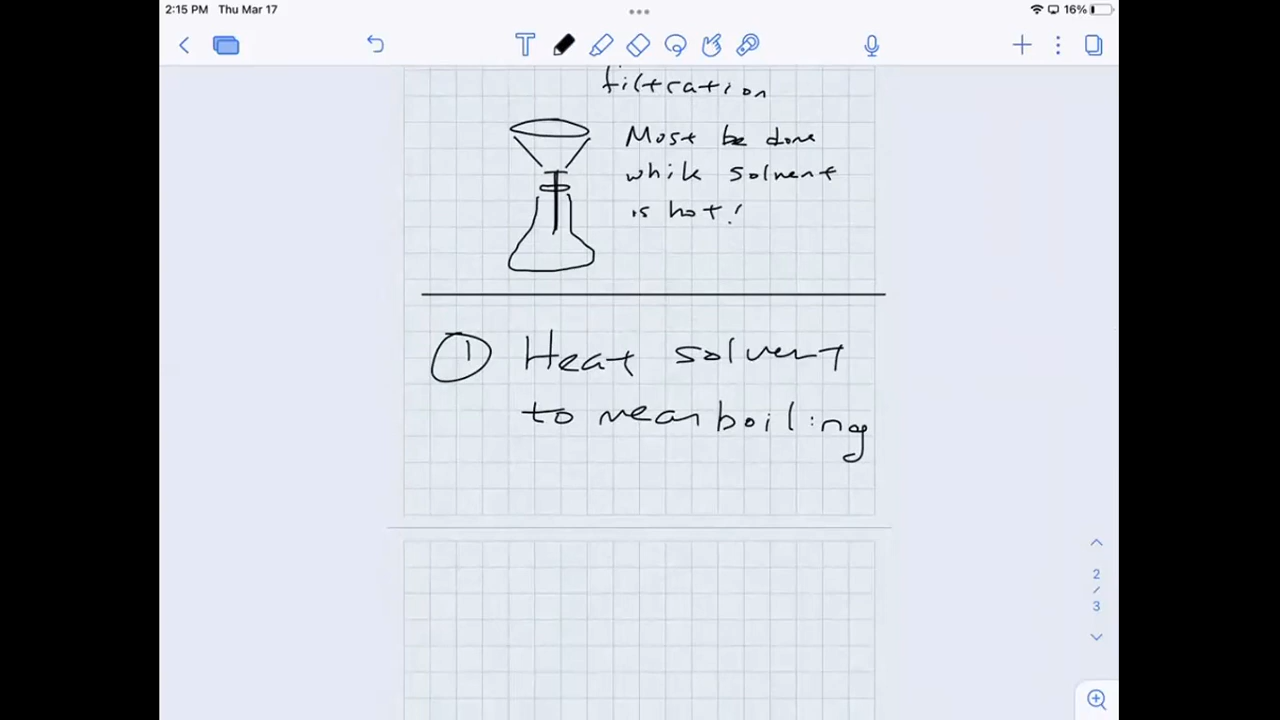 2:15 PM Thu Mar 17
16%
T
filtration
Most be done
while solvent
is hot!
① Heat solvent
to near boiling
2
/
3